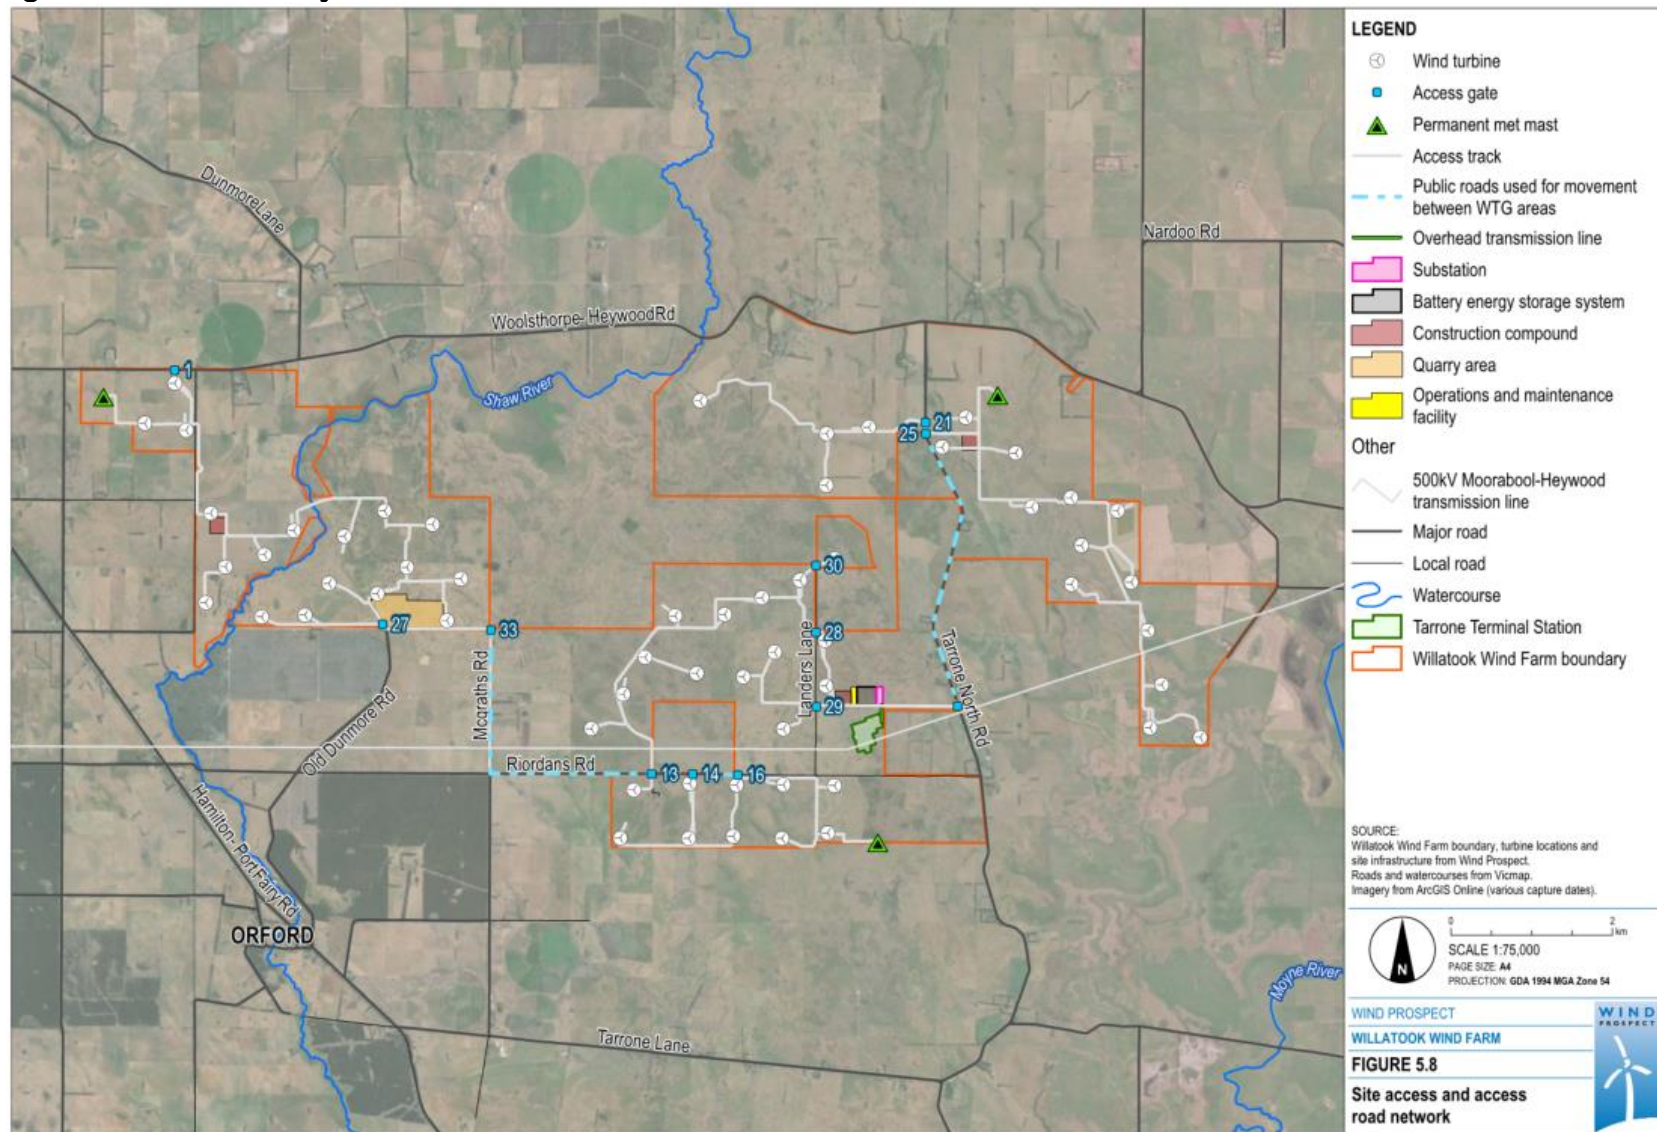 LEGEND
Wind turbine
Access gate
Permanent met mast
Access track
Public roads used for movement
between WTG areas
Overhead transmission line
Substation
Battery energy storage system
Construction compound
Quarry area
Operations and maintenance
facility
Other
500kV Moorabool-Heywood
transmission line
Major road
Local road
Watercourse
Tarrone Terminal Station
Willatook Wind Farm boundary
SOURCE:
Willatook Wind Farm boundary, turbine locations and
site infrastructure from Wind Prospect.
Roads and watercourses from Vicmap.
Imagery from ArcGIS Online (various capture dates).
0 2
km
N
SCALE 1:75,000
PAGE SIZE: A4
PROJECTION: GDA 1994 MGA Zone 54
WIND PROSPECT
WILLATOOK WIND FARM
FIGURE 5.8
Site access and access
road network
WIND
PROSPECT
Dunmore Lane
Nardoo Rd
Woolsthorpe- Heywood Rd
Shaw River
1
21
25
30
27
33
28
Mcgraths Rd
Landers Lane
Tarrone North Rd
29
Old Dunmore Rd
Riordans Rd
13
14
16
Hamilton- Port Fairy Rd
ORFORD
Moyne River
Tarrone Lane